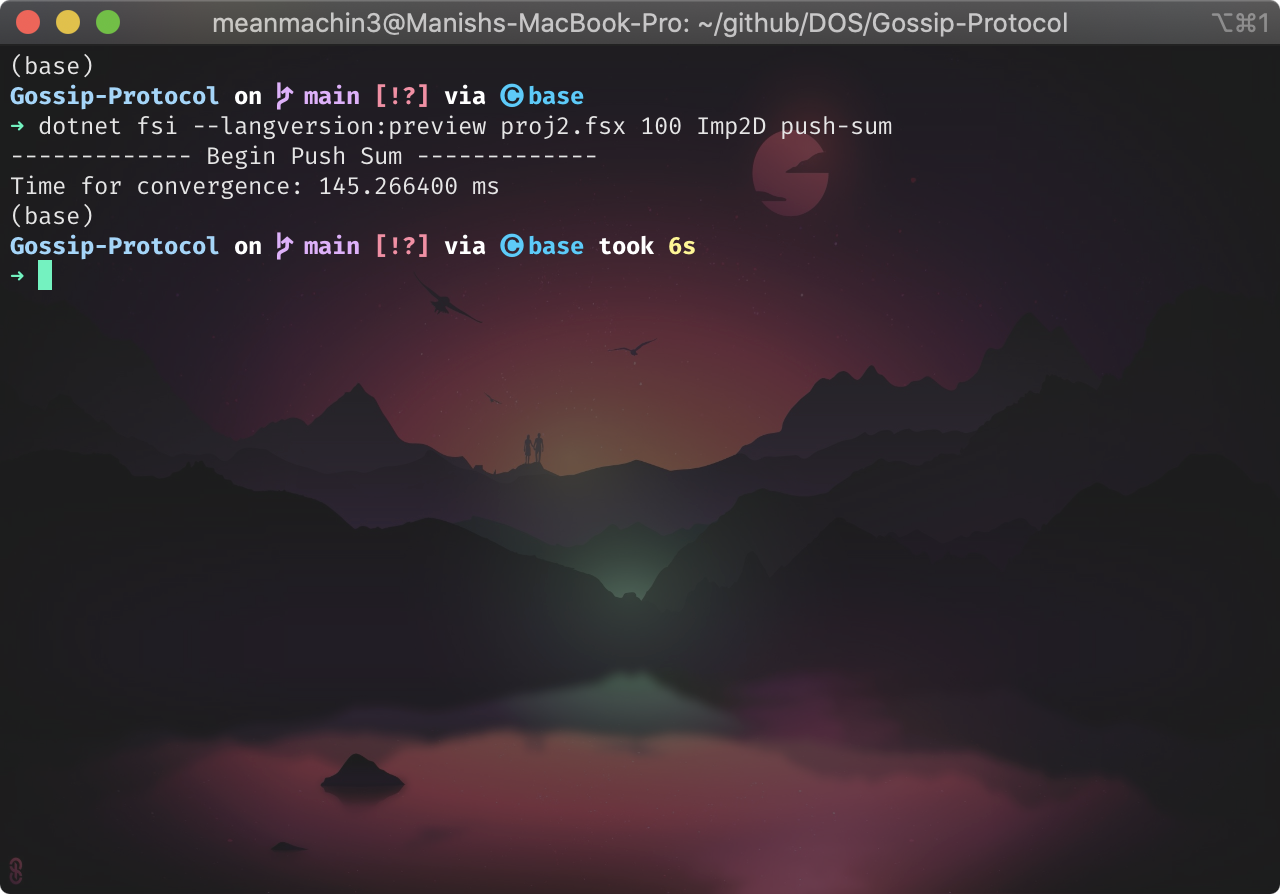 meanmachin3@Manishs-MacBook-Pro: ~/github/DOS/Gossip-Protocol ⌥⌘1
(base)
Gossip-Protocol on main [!?] via ©base
➜ dotnet fsi --langversion:preview proj2.fsx 100 Imp2D push-sum
------------- Begin Push Sum -------------
Time for convergence: 145.266400 ms
(base)
Gossip-Protocol on main [!?] via ©base took 6s
➜